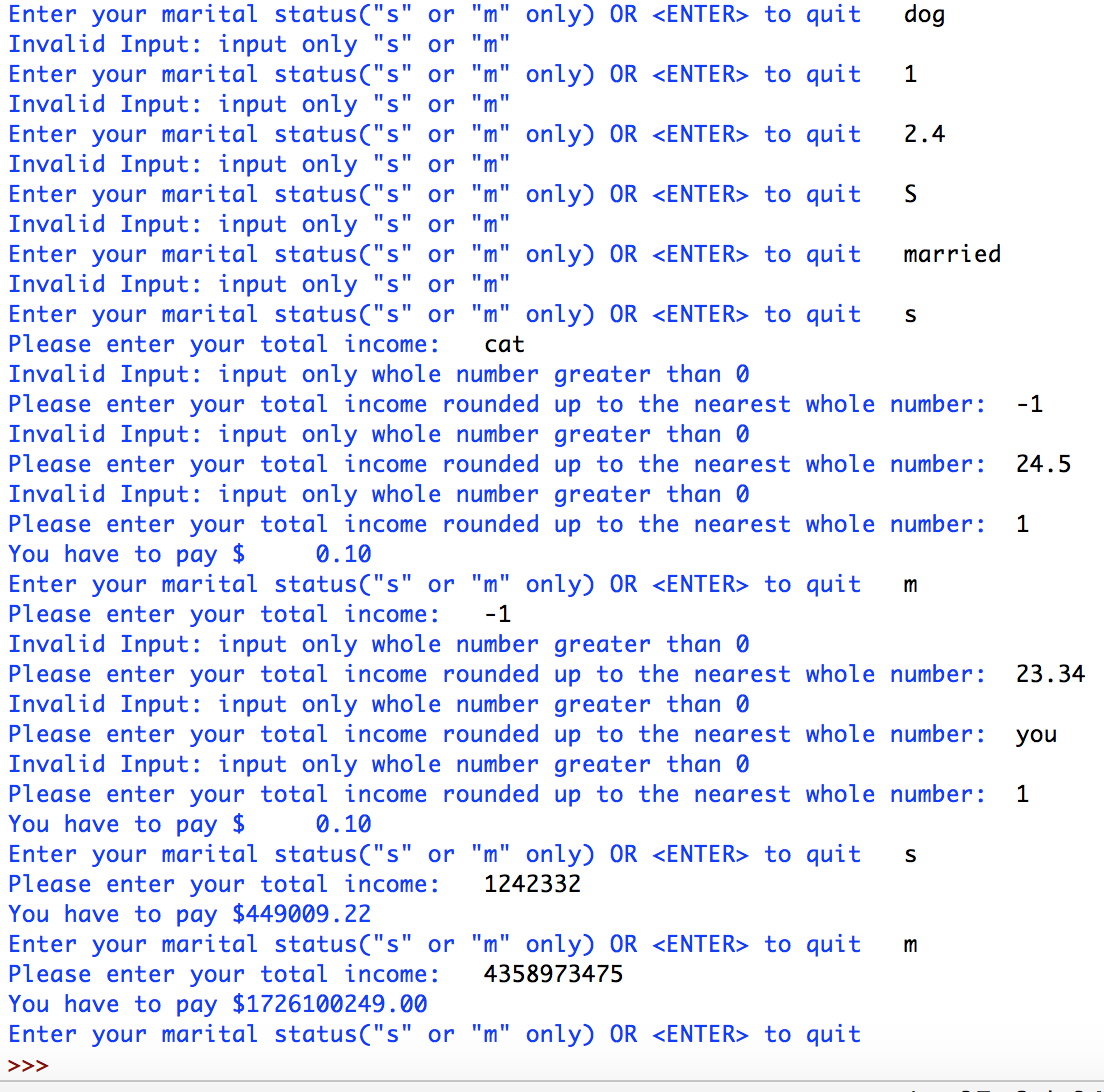 Enter your marital status("s" or "m" only) OR <ENTER> to quit   dog
Invalid Input: input only "s" or "m"
Enter your marital status("s" or "m" only) OR <ENTER> to quit   1
Invalid Input: input only "s" or "m"
Enter your marital status("s" or "m" only) OR <ENTER> to quit   2.4
Invalid Input: input only "s" or "m"
Enter your marital status("s" or "m" only) OR <ENTER> to quit   S
Invalid Input: input only "s" or "m"
Enter your marital status("s" or "m" only) OR <ENTER> to quit   married
Invalid Input: input only "s" or "m"
Enter your marital status("s" or "m" only) OR <ENTER> to quit   s
Please enter your total income:   cat
Invalid Input: input only whole number greater than 0
Please enter your total income rounded up to the nearest whole number:  -1
Invalid Input: input only whole number greater than 0
Please enter your total income rounded up to the nearest whole number:  24.5
Invalid Input: input only whole number greater than 0
Please enter your total income rounded up to the nearest whole number:  1
You have to pay $     0.10
Enter your marital status("s" or "m" only) OR <ENTER> to quit   m
Please enter your total income:   -1
Invalid Input: input only whole number greater than 0
Please enter your total income rounded up to the nearest whole number:  23.34
Invalid Input: input only whole number greater than 0
Please enter your total income rounded up to the nearest whole number:  you
Invalid Input: input only whole number greater than 0
Please enter your total income rounded up to the nearest whole number:  1
You have to pay $     0.10
Enter your marital status("s" or "m" only) OR <ENTER> to quit   s
Please enter your total income:   1242332
You have to pay $449009.22
Enter your marital status("s" or "m" only) OR <ENTER> to quit   m
Please enter your total income:   4358973475
You have to pay $1726100249.00
Enter your marital status("s" or "m" only) OR <ENTER> to quit
>>>